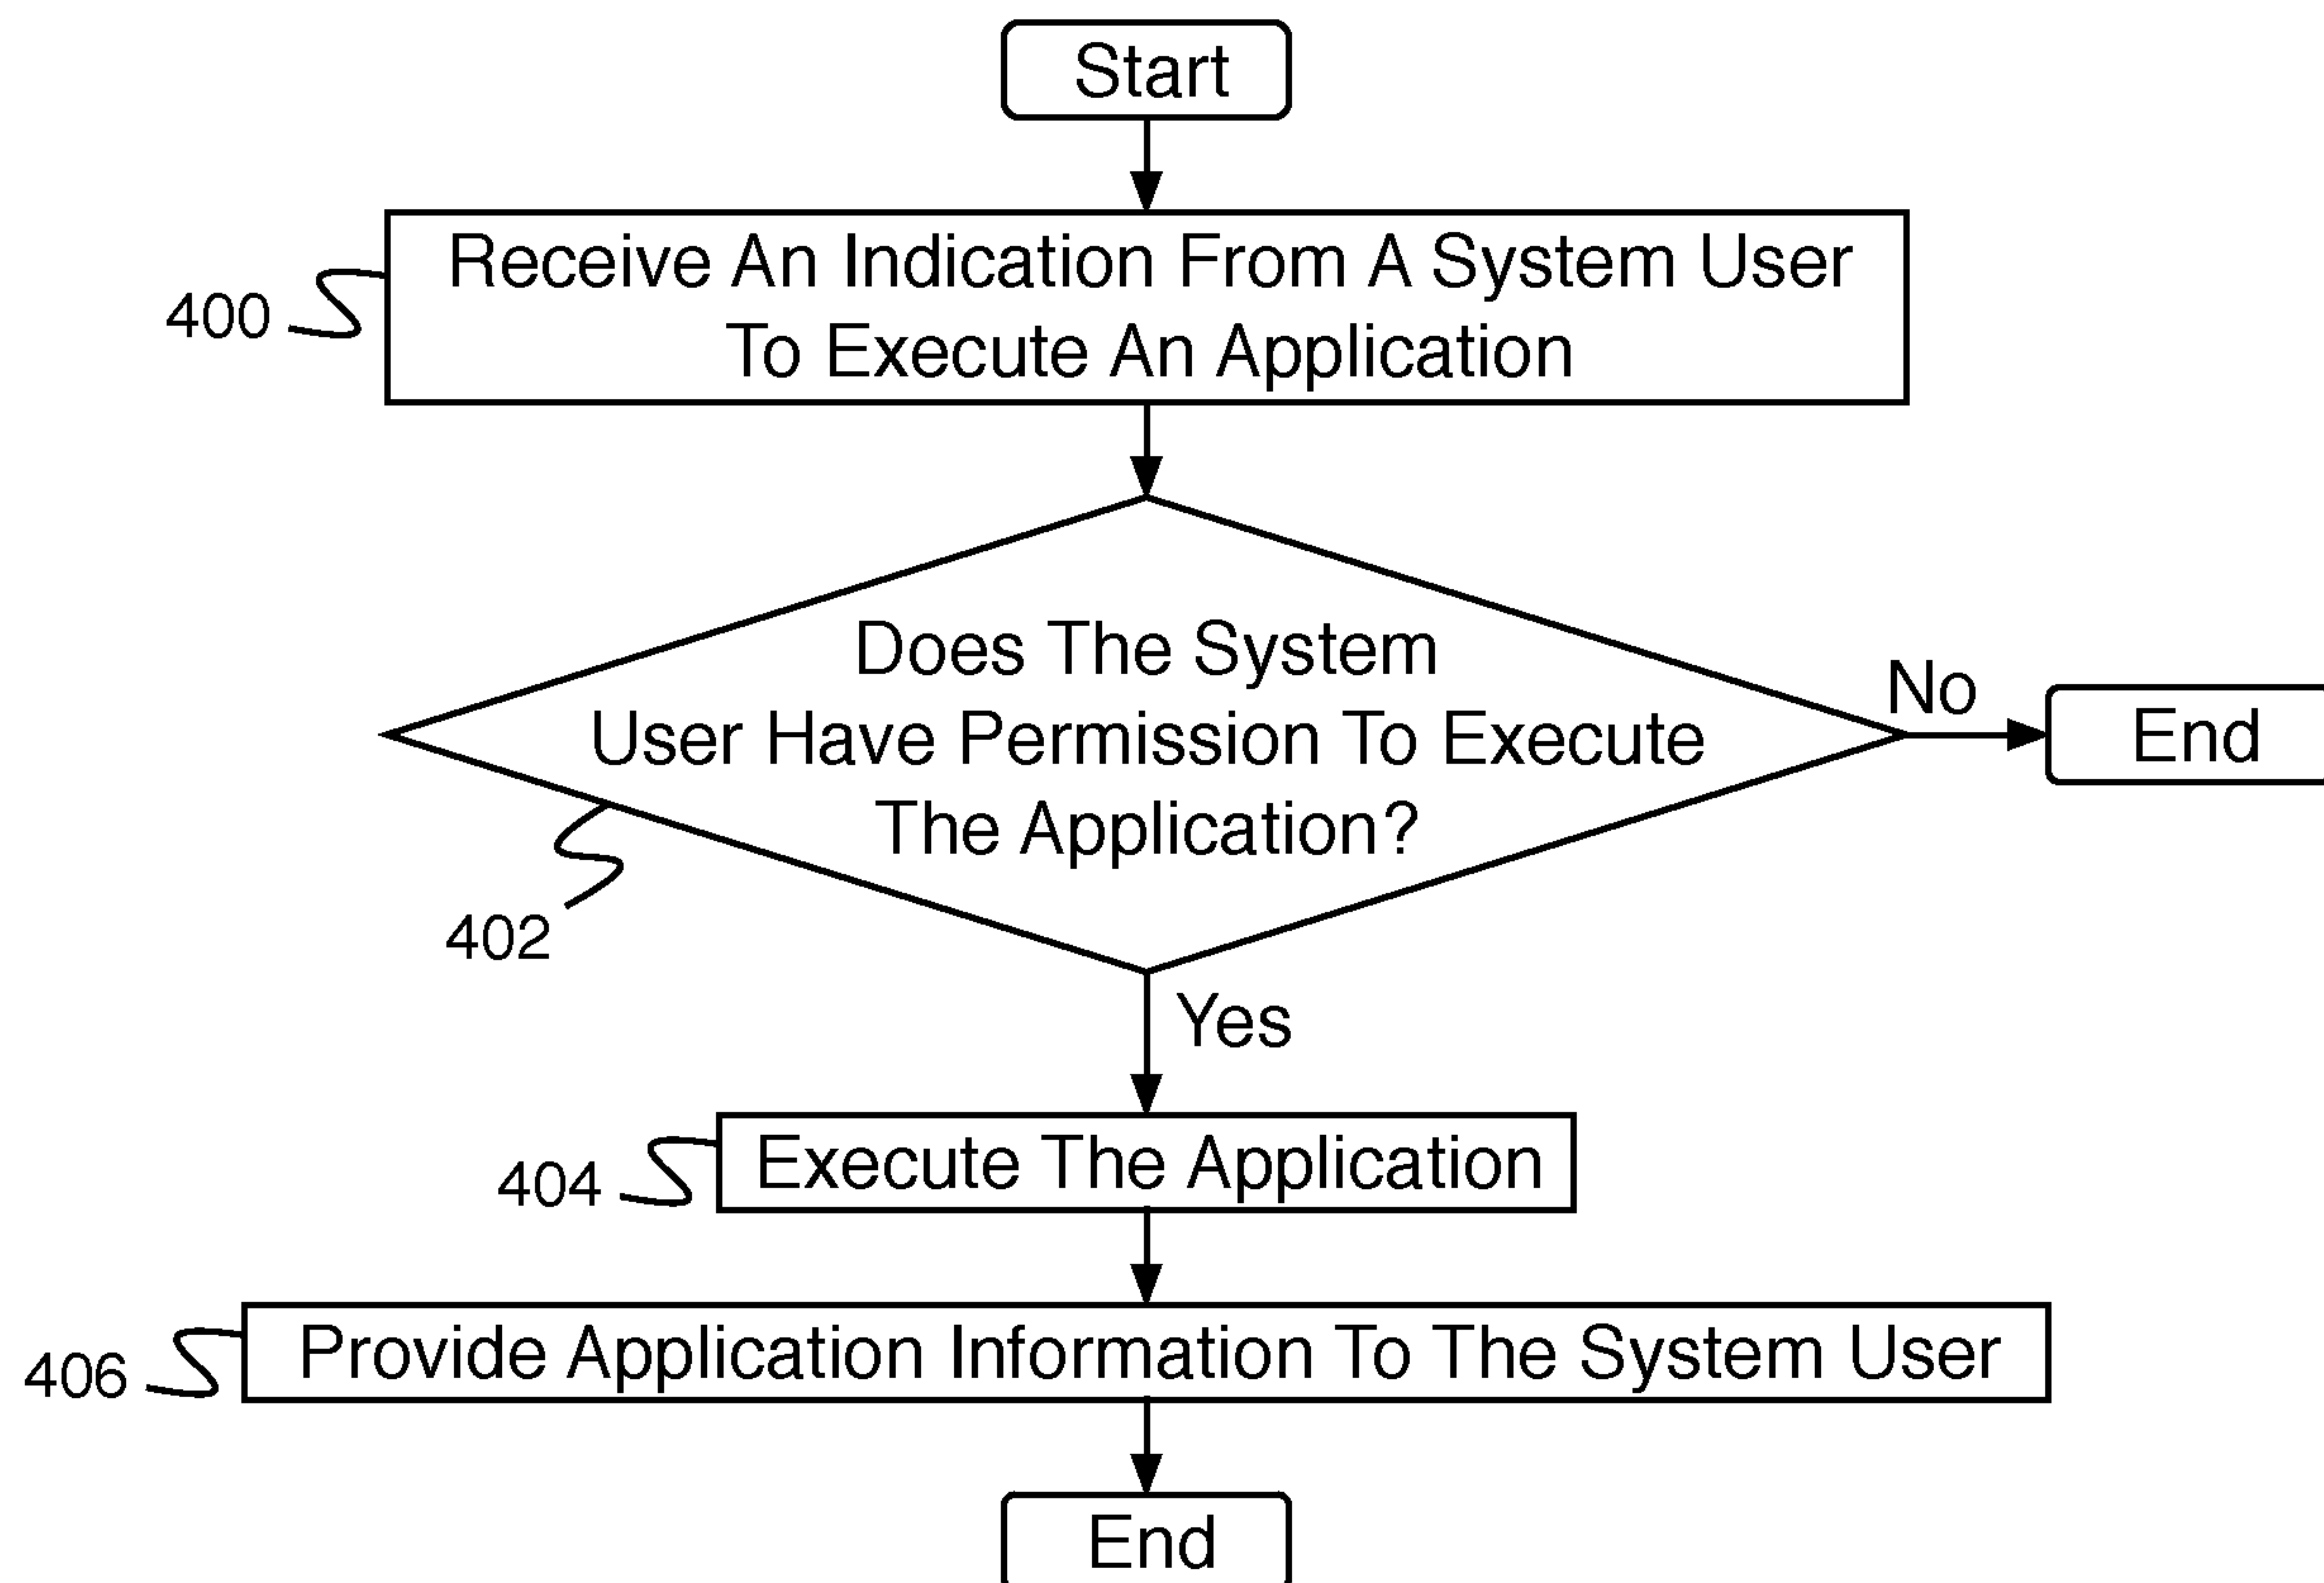 Start
Receive An Indication From A System User
To Execute An Application
400
Does The System
User Have Permission To Execute
The Application?
No
End
402
Yes
Execute The Application
404
Provide Application Information To The System User
406
End